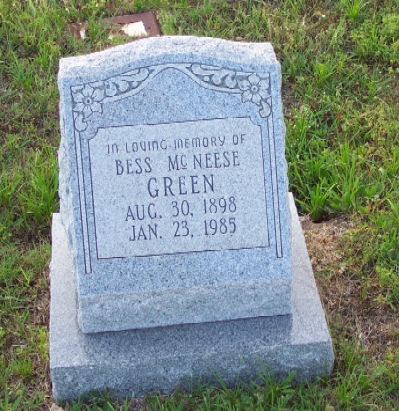 In Loving Memory of
BESS MCNEESE
GREEN
AUG. 30, 1898
JAN. 23, 1985